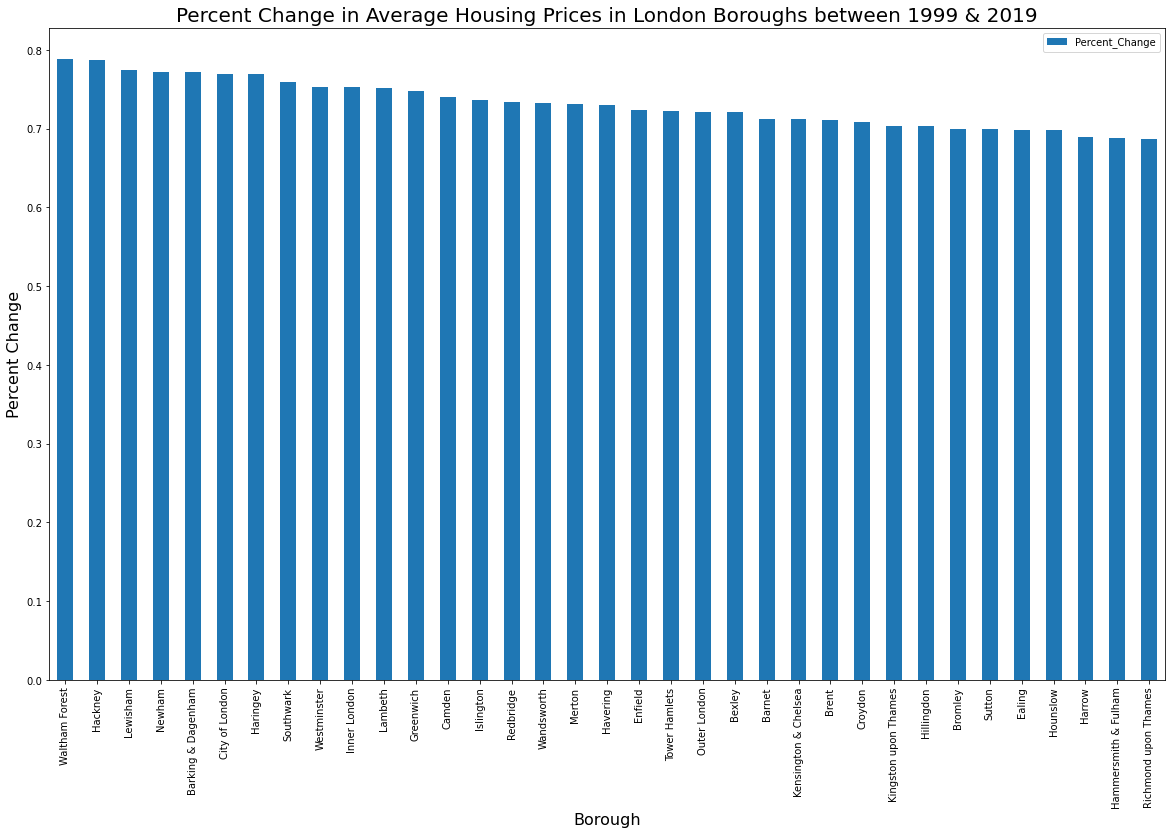 Percent Change in Average Housing Prices in London Boroughs between 1999 & 2019
Percent_Change
Percent Change
0.8
0.7
0.6
0.5
0.4
0.3
0.2
0.1
0.0
Waltham Forest
Hackney
Lewisham
Newham
Barking & Dagenham
City of London
Haringey
Southwark
Westminster
Inner London
Lambeth
Greenwich
Camden
Islington
Redbridge
Wandsworth
Merton
Havering
Enfield
Tower Hamlets
Outer London
Bexley
Barnet
Kensington & Chelsea
Brent
Croydon
Kingston upon Thames
Hillingdon
Bromley
Sutton
Ealing
Hounslow
Harrow
Hammersmith & Fulham
Richmond upon Thames
Borough